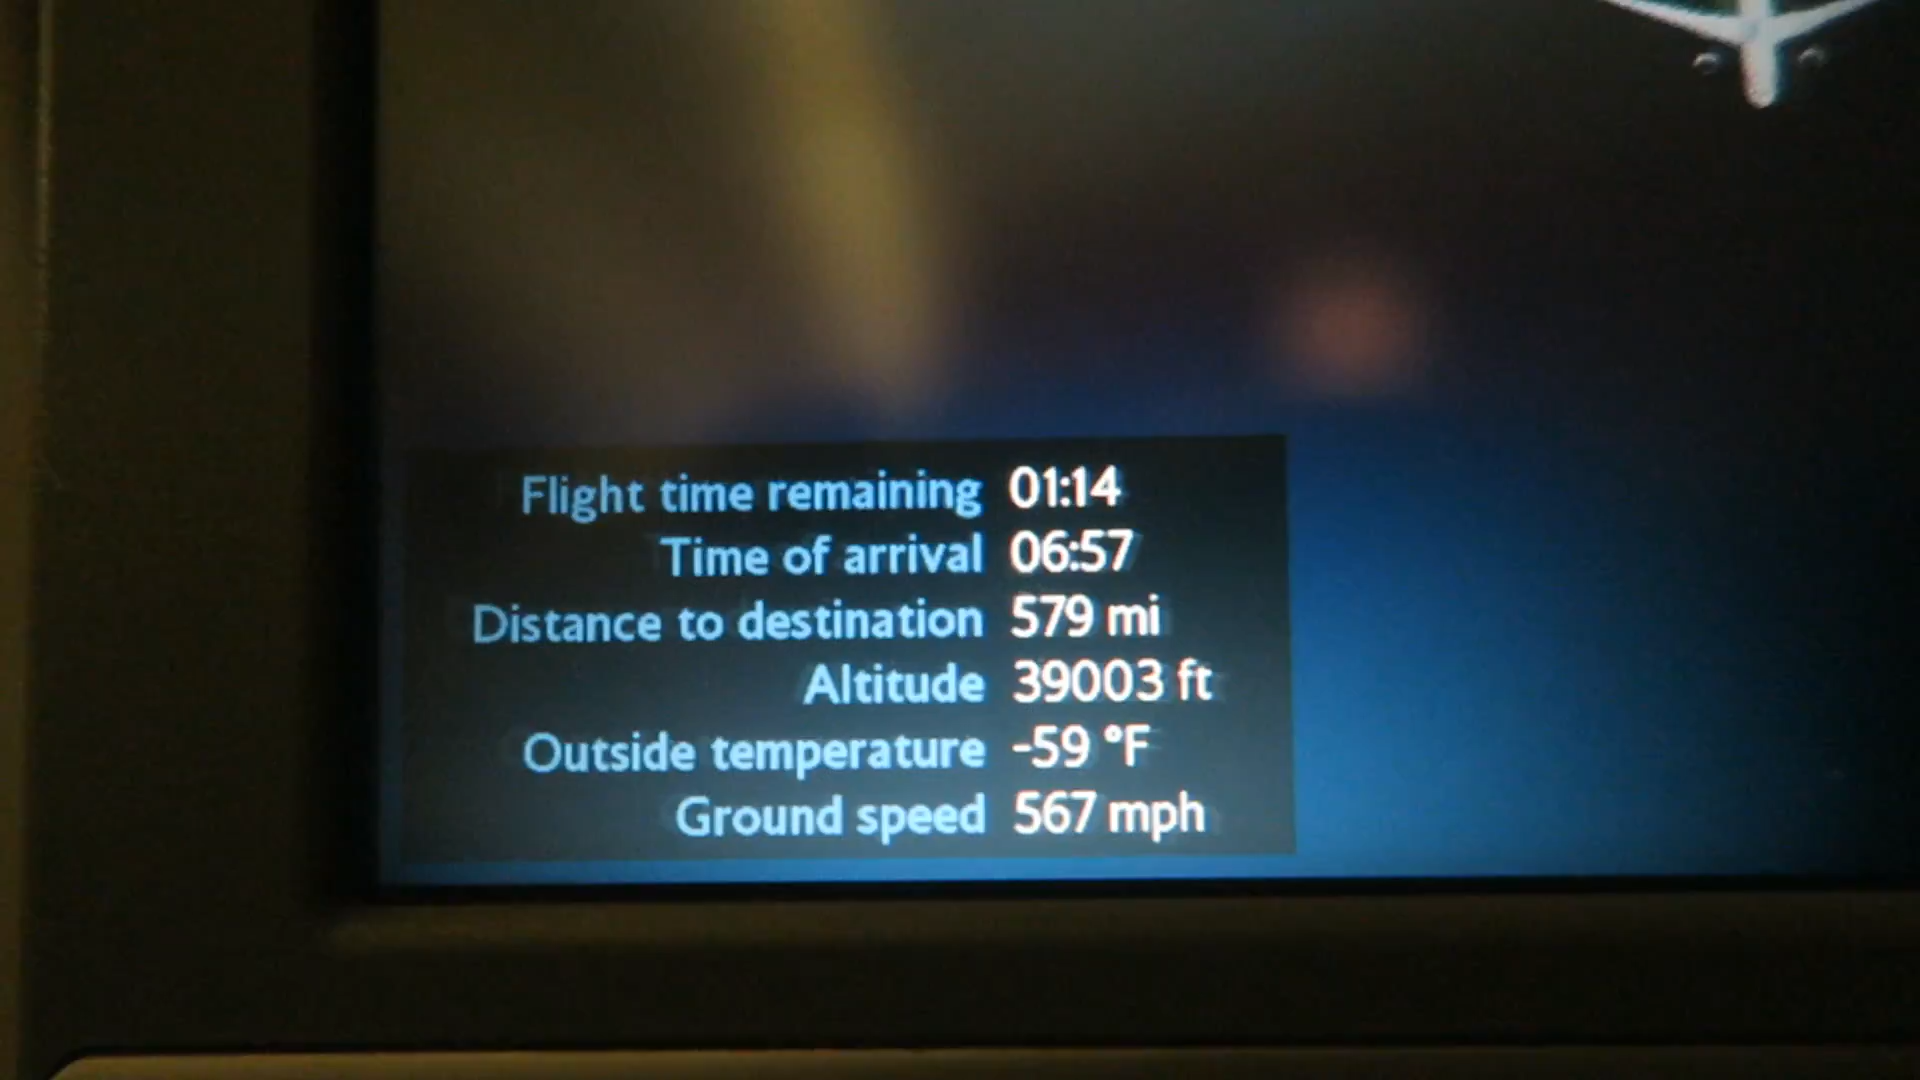 Flight time remaining 01:14
Time of arrival 06:57
Distance to destination 579 mi
Altitude 39003 ft
Outside temperature -59 °F
Ground speed 567 mph